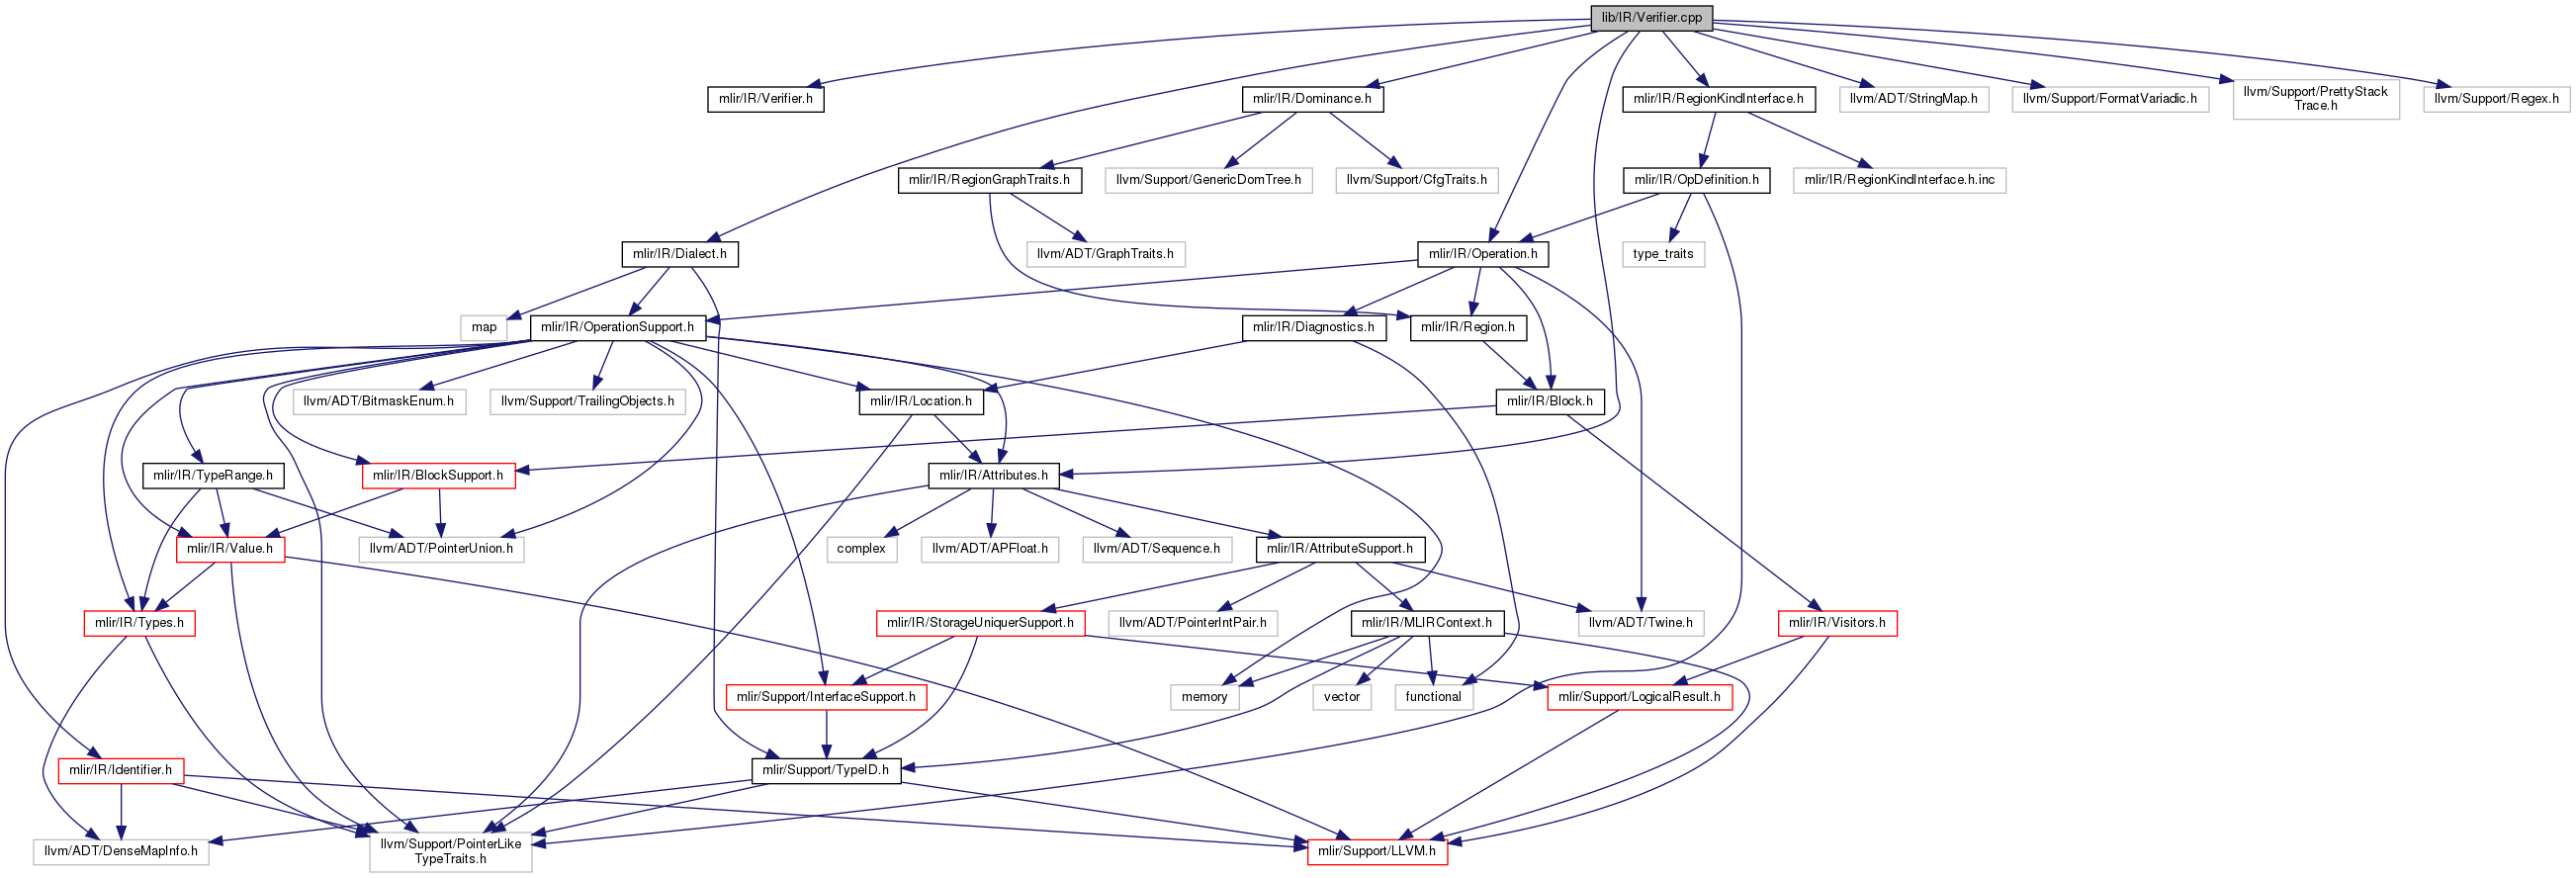 lib/IR/Verifier.cpp
mlir/IR/Verifier.h
mlir/IR/Dominance.h
mlir/IR/RegionKindInterface.h
llvm/ADT/StringMap.h
llvm/Support/FormatVariadic.h
llvm/Support/PrettyStack
Trace.h
llvm/Support/Regex.h
mlir/IR/RegionGraphTraits.h
llvm/Support/GenericDomTree.h
llvm/Support/CfgTraits.h
mlir/IR/OpDefinition.h
mlir/IR/RegionKindInterface.h.inc
mlir/IR/Dialect.h
llvm/ADT/GraphTraits.h
mlir/IR/Operation.h
type_traits
map
mlir/IR/OperationSupport.h
mlir/IR/Diagnostics.h
mlir/IR/Region.h
llvm/ADT/BitmaskEnum.h
llvm/Support/TrailingObjects.h
mlir/IR/Location.h
mlir/IR/Block.h
mlir/IR/TypeRange.h
mlir/IR/BlockSupport.h
mlir/IR/Attributes.h
mlir/IR/Value.h
llvm/ADT/PointerUnion.h
complex
llvm/ADT/APFloat.h
llvm/ADT/Sequence.h
mlir/IR/AttributeSupport.h
mlir/IR/Types.h
mlir/IR/StorageUniquerSupport.h
llvm/ADT/PointerIntPair.h
mlir/IR/MLIRContext.h
llvm/ADT/Twine.h
mlir/IR/Visitors.h
mlir/Support/InterfaceSupport.h
memory
vector
functional
mlir/Support/LogicalResult.h
mlir/IR/Identifier.h
mlir/Support/TypeID.h
llvm/ADT/DenseMapInfo.h
llvm/Support/PointerLike
TypeTraits.h
mlir/Support/LLVM.h